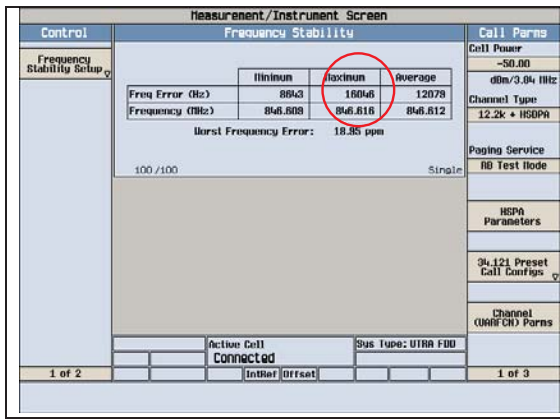 Measurement/Instrument Screen
Control
Frequency Stability
Call Parms
Frequency
Stability Setup
Minimum Maximum Average
Freq Error (Hz) 8643 16046 12079
Frequency (MHz) 846.609 846.616 846.612
Worst Frequency Error: 18.95 ppm
100/100
Single
Cell Power
-50.00
dBm/3.84 MHz
Channel Type
12.2k + HSDPA
Paging Service
RB Test Mode
HSPA
Parameters
34.121 Preset
Call Configs
Channel
(UARFCN) Parms
Active Cell
Connected
Sys Type: UTRA FDD
IntRef Offset
1 of 2
1 of 3